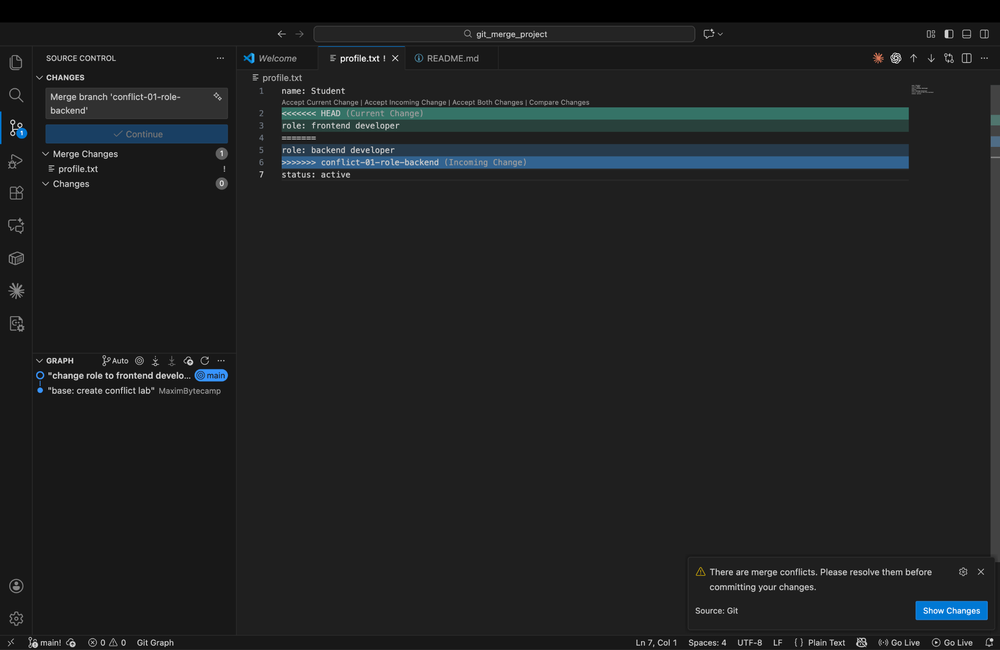 git_merge_project
SOURCE CONTROL
CHANGES
Merge branch 'conflict-01-role-
backend'
Continue
Merge Changes 1
profile.txt !
Changes 0
1
GRAPH Auto
"change role to frontend develo... main
"base: create conflict lab" MaximBytecamp
Welcome profile.txt ! README.md
profile.txt
1 name: Student
Accept Current Change | Accept Incoming Change | Accept Both Changes | Compare Changes
2 <<<<<<< HEAD (Current Change)
3 role: frontend developer
4 =======
5 role: backend developer
6 >>>>>>> conflict-01-role-backend (Incoming Change)
7 status: active
There are merge conflicts. Please resolve them before
committing your changes.
Source: Git Show Changes
main! 0 0 Git Graph Ln 7, Col 1 Spaces: 4 UTF-8 LF {} Plain Text Go Live Go Live